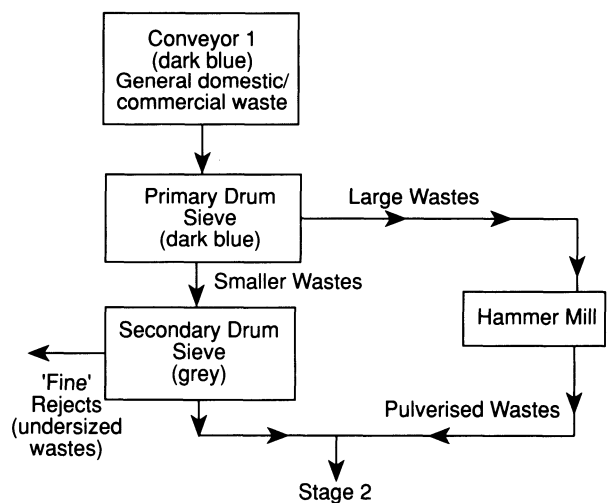 Conveyor 1
(dark blue)
General domestic/
commercial waste
Primary Drum
Sieve
(dark blue)
Large Wastes
Smaller Wastes
Hammer Mill
Secondary Drum
Sieve
(grey)
'Fine'
Rejects
(undersized
wastes)
Pulverised Wastes
Stage 2